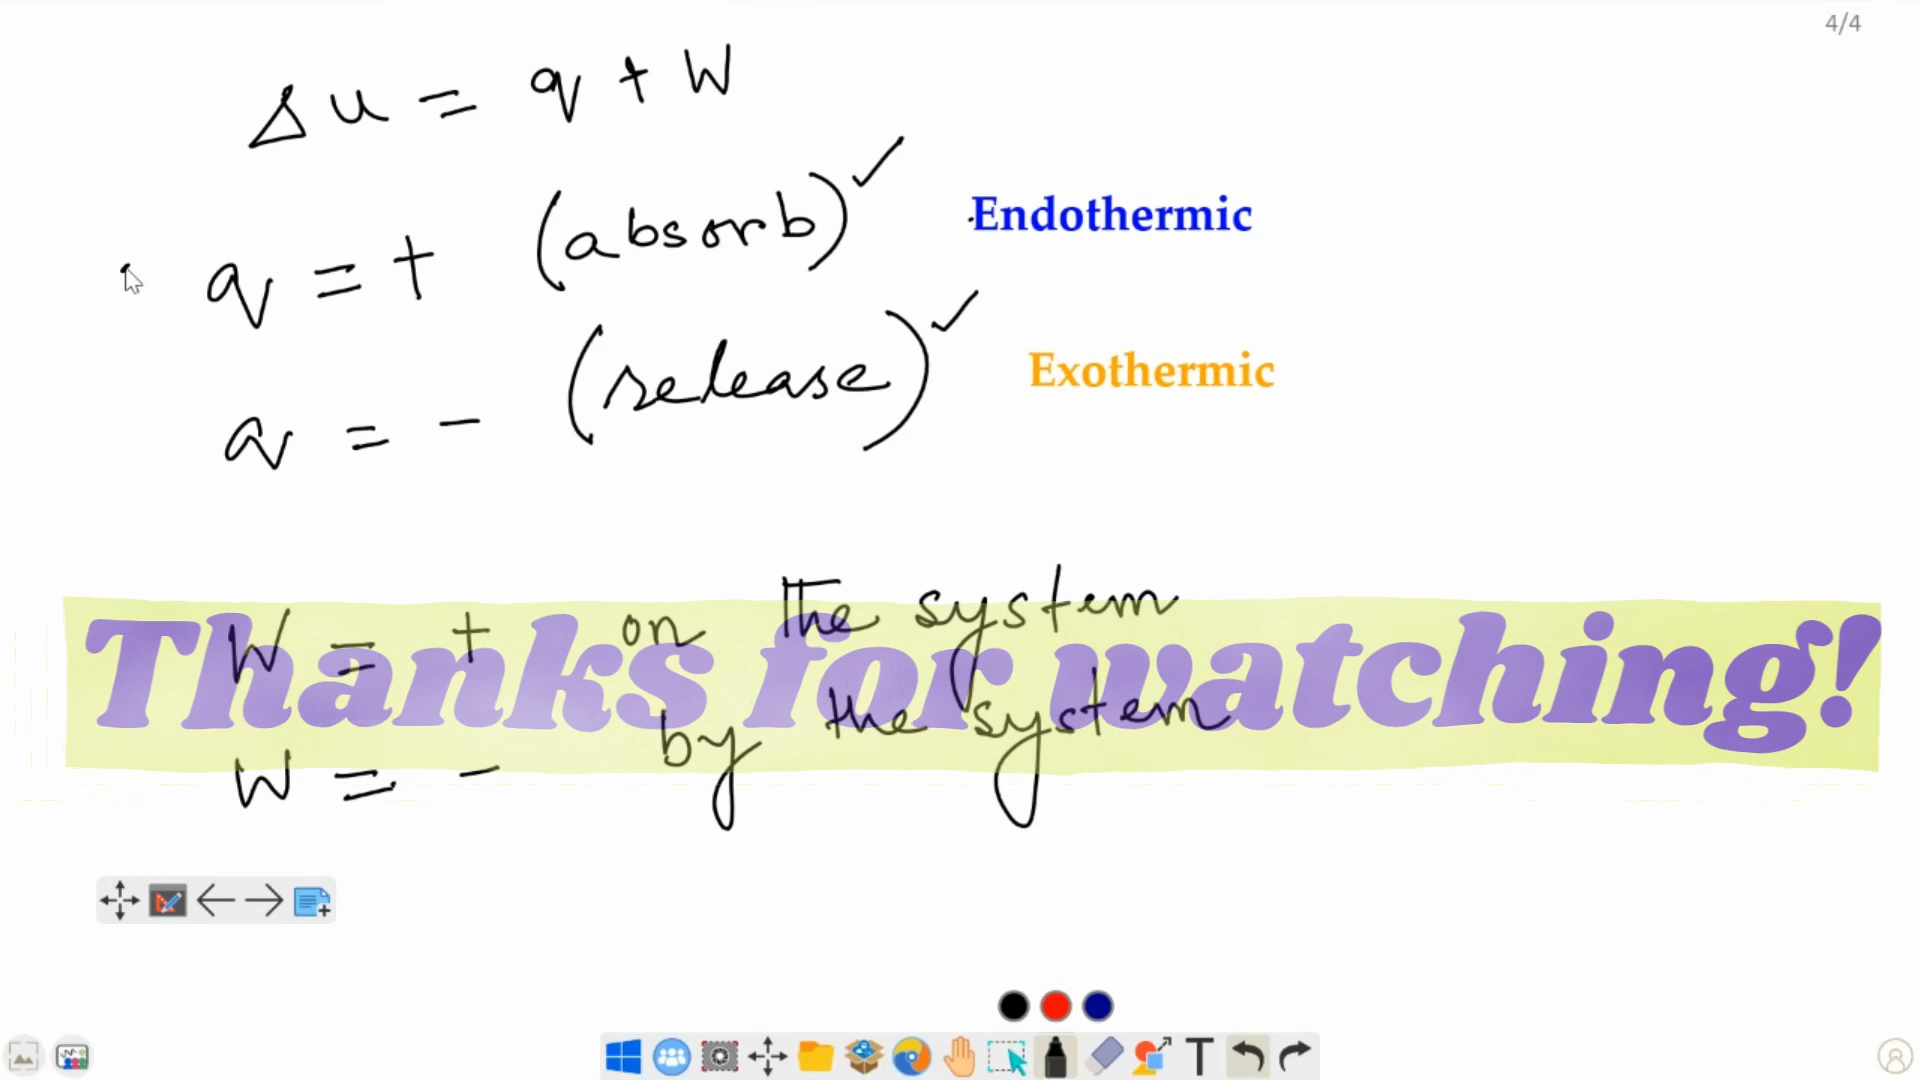 4/4
Δu = q + W
q = + (absorb) ✓ Endothermic
q = - (release) ✓ Exothermic
W = + on the system
Thanks for watching!
W = - by the system
T